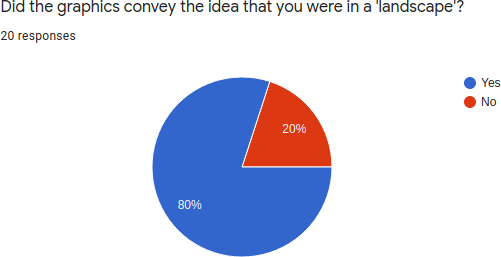 Did the graphics convey the idea that you were in a 'landscape'?
20 responses
Yes
No
20%
80%